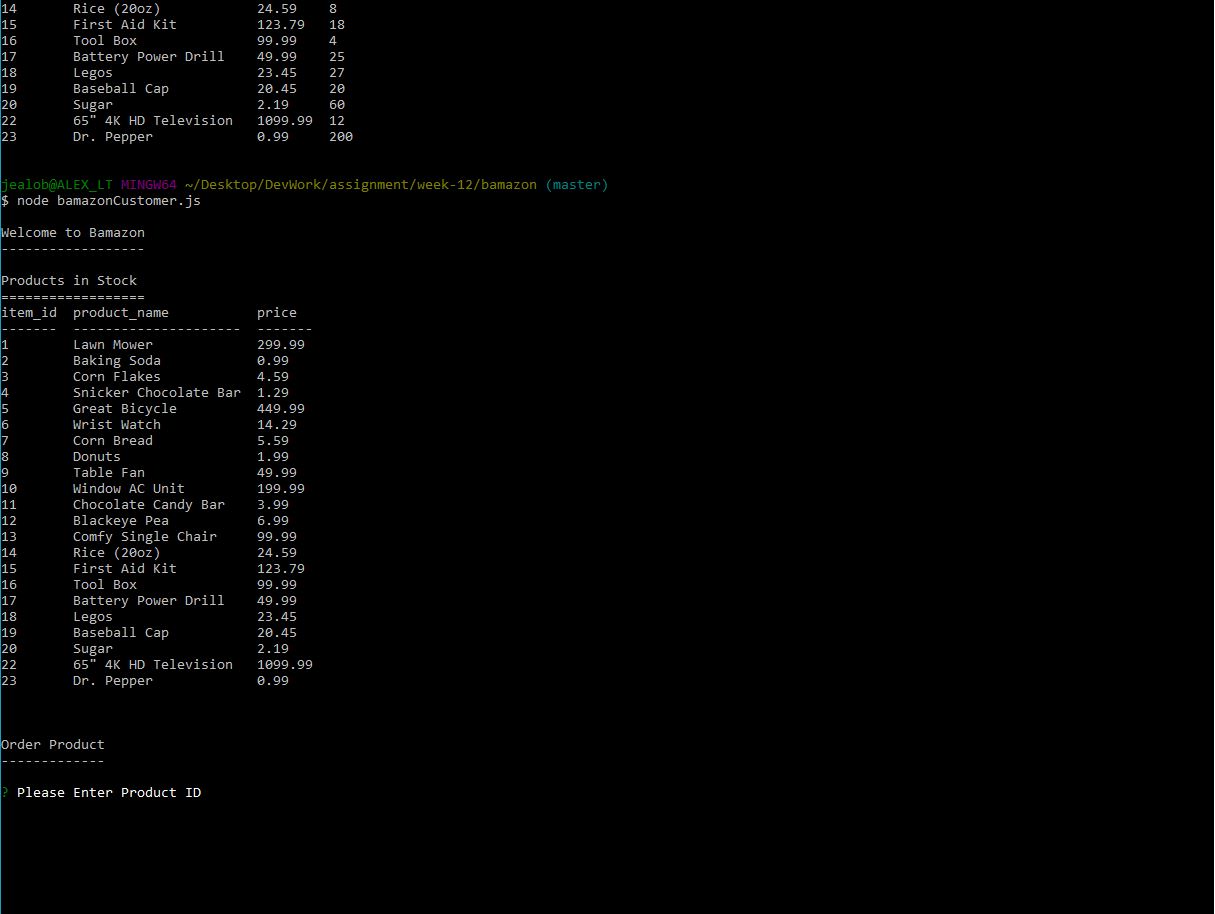 14       Rice (20oz)            24.59    8
15       First Aid Kit          123.79   18
16       Tool Box               99.99    4
17       Battery Power Drill    49.99    25
18       Legos                  23.45    27
19       Baseball Cap           20.45    20
20       Sugar                  2.19     60
22       65" 4K HD Television   1099.99  12
23       Dr. Pepper             0.99     200
jealob@ALEX_LT MINGW64 ~/Desktop/DevWork/assignment/week-12/bamazon (master)
$ node bamazonCustomer.js
Welcome to Bamazon
------------------
Products in Stock
==================
item_id  product_name           price
-------  ---------------------  -------
1        Lawn Mower             299.99
2        Baking Soda            0.99
3        Corn Flakes            4.59
4        Snicker Chocolate Bar  1.29
5        Great Bicycle          449.99
6        Wrist Watch            14.29
7        Corn Bread             5.59
8        Donuts                 1.99
9        Table Fan              49.99
10       Window AC Unit         199.99
11       Chocolate Candy Bar    3.99
12       Blackeye Pea           6.99
13       Comfy Single Chair     99.99
14       Rice (20oz)            24.59
15       First Aid Kit          123.79
16       Tool Box               99.99
17       Battery Power Drill    49.99
18       Legos                  23.45
19       Baseball Cap           20.45
20       Sugar                  2.19
22       65" 4K HD Television   1099.99
23       Dr. Pepper             0.99
Order Product
-------------
? Please Enter Product ID